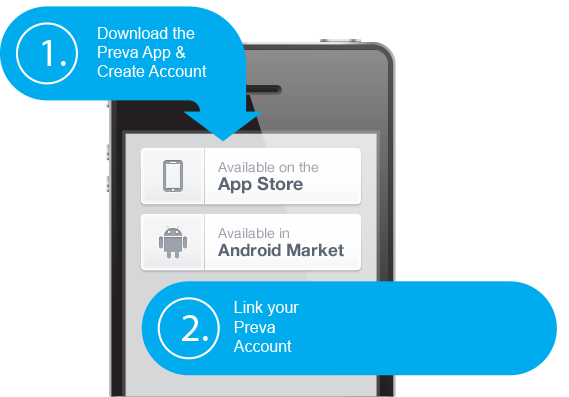 1.
Download the
Preva App &
Create Account
Available on the
App Store
Available in
Android Market
2.
Link your
Preva
Account